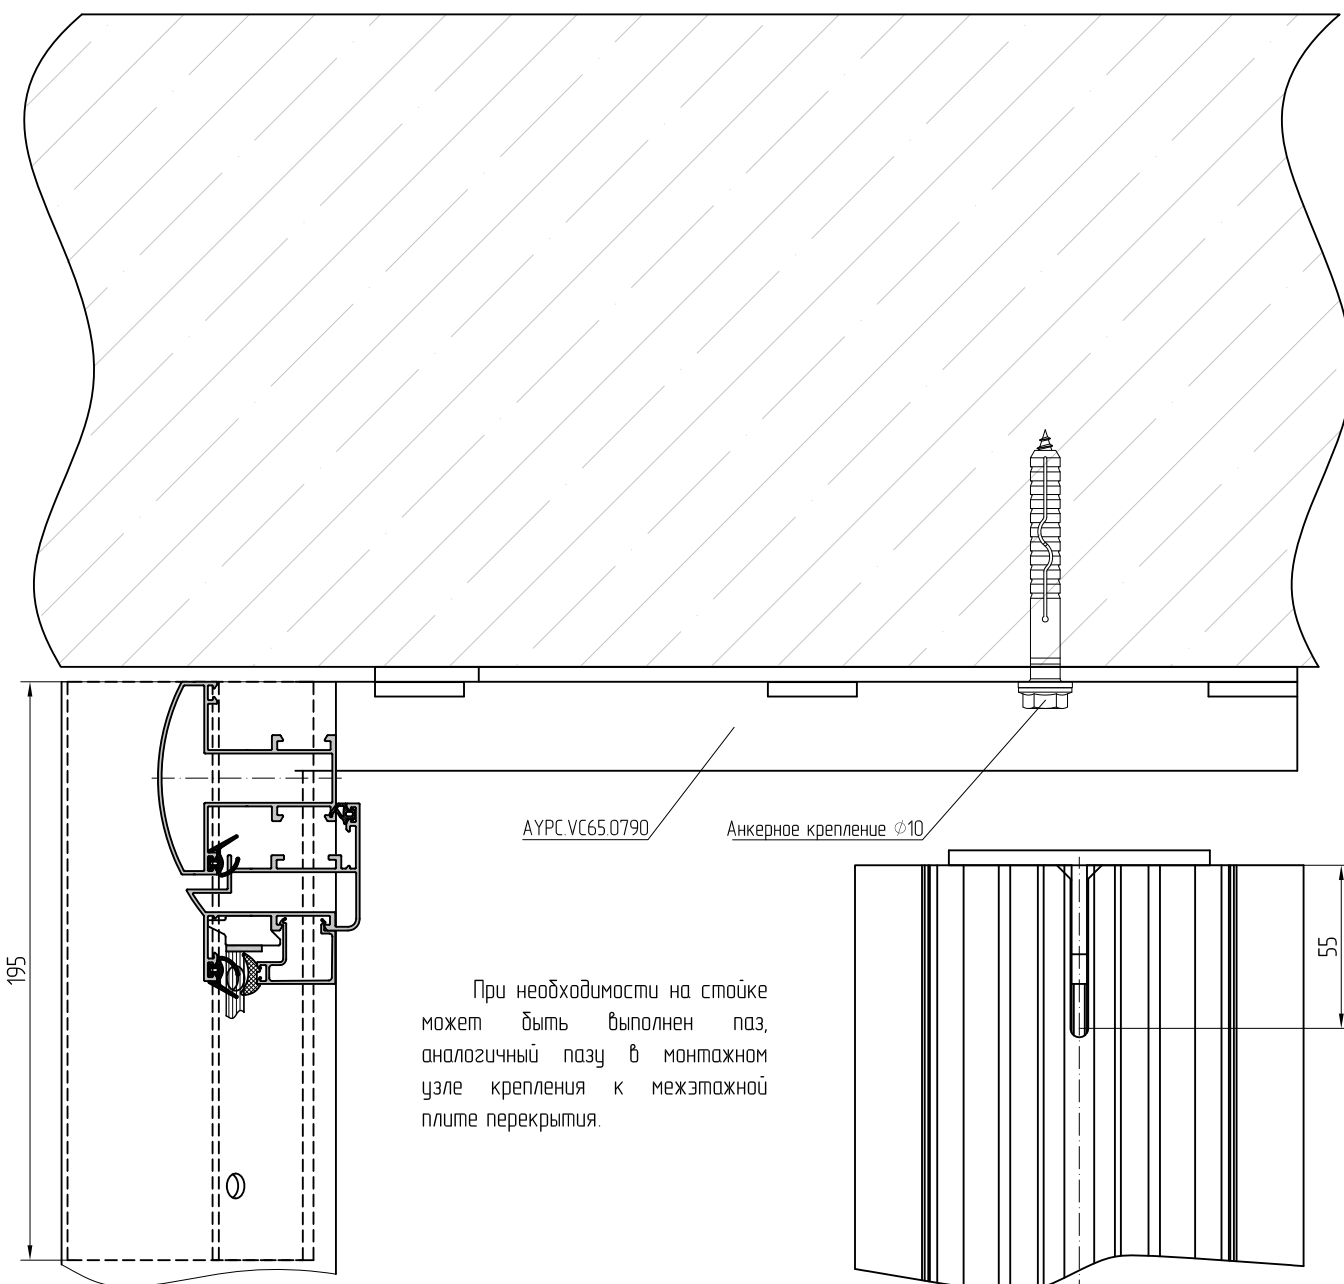 AYPC.VC65.0790
Анкерное крепление ∅10
195
55
При необходимости на стойке
может быть выполнен паз,
аналогичный пазу в монтажном
узле крепления к межэтажной
плите перекрытия.